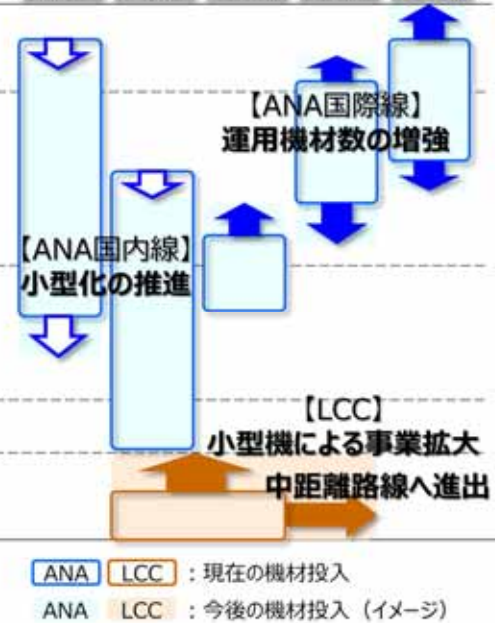 【ANA国際線】
運用機材数の増強
【ANA国内線】
小型化の推進
【LCC】
小型機による事業拡大
中距離路線へ進出
ANA LCC ：現在の機材投入
ANA LCC ：今後の機材投入（イメージ）